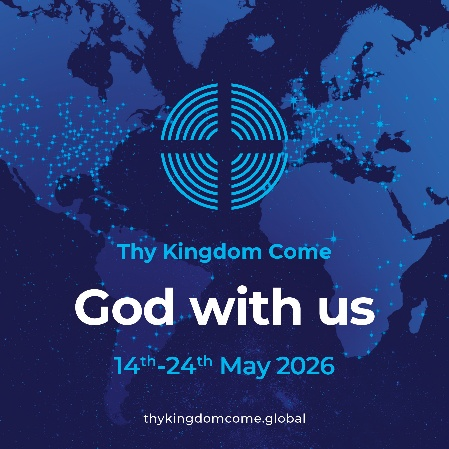 Thy Kingdom Come
God with us
14th-24th May 2026
thykingdomcome.global